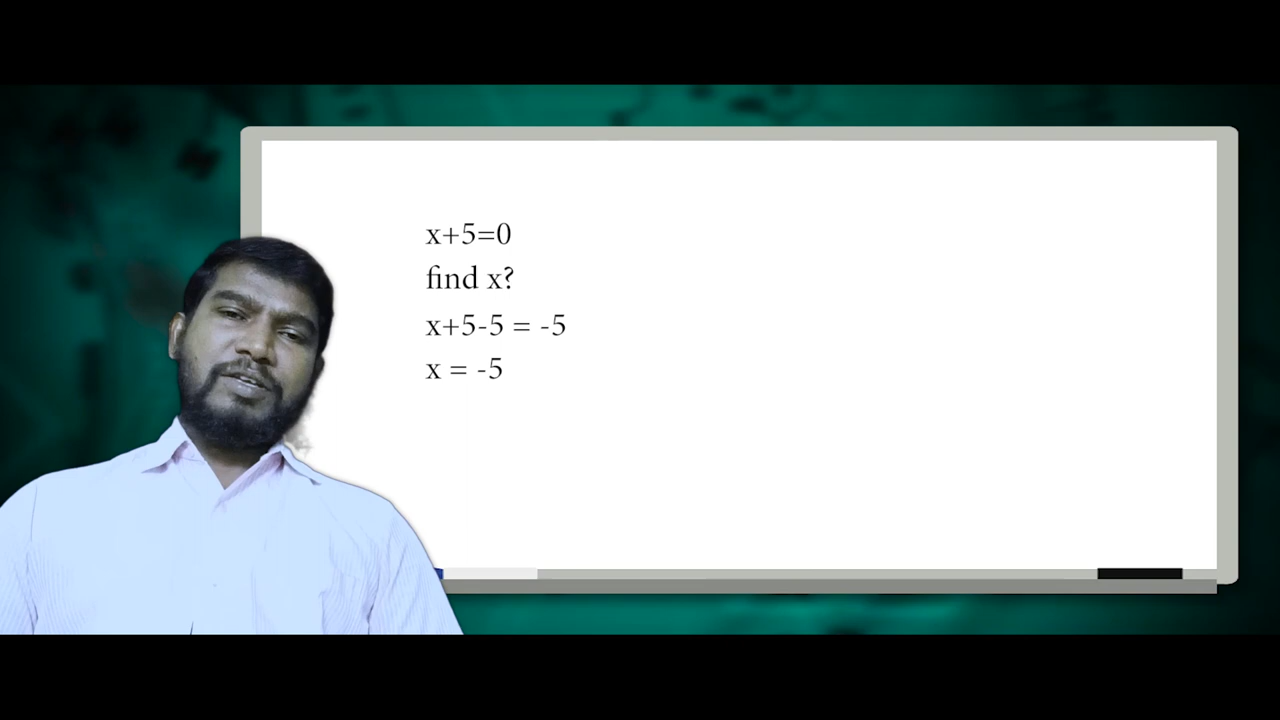 x+5=0
find x?
x+5-5 = -5
x = -5